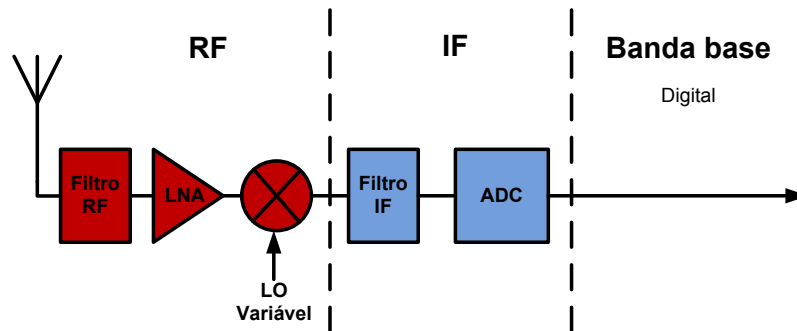 RF
IF
Banda base
Digital
Filtro
RF
LNA
Filtro
IF
ADC
LO
Variável